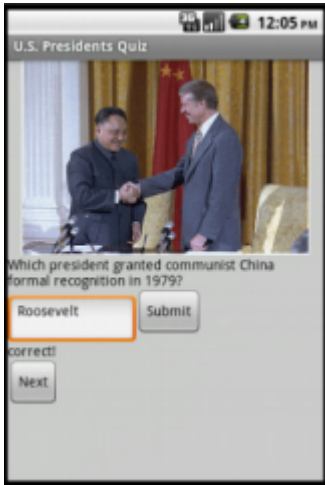 12:05 PM
U.S. Presidents Quiz
Which president granted communist China
formal recognition in 1979?
Roosevelt
Submit
correct!
Next